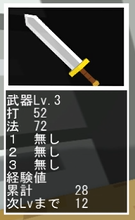 武器Lv.3
打 52
法 72
1 無し
2 無し
3 無し
経験値
累計 28
次Lvまで 12